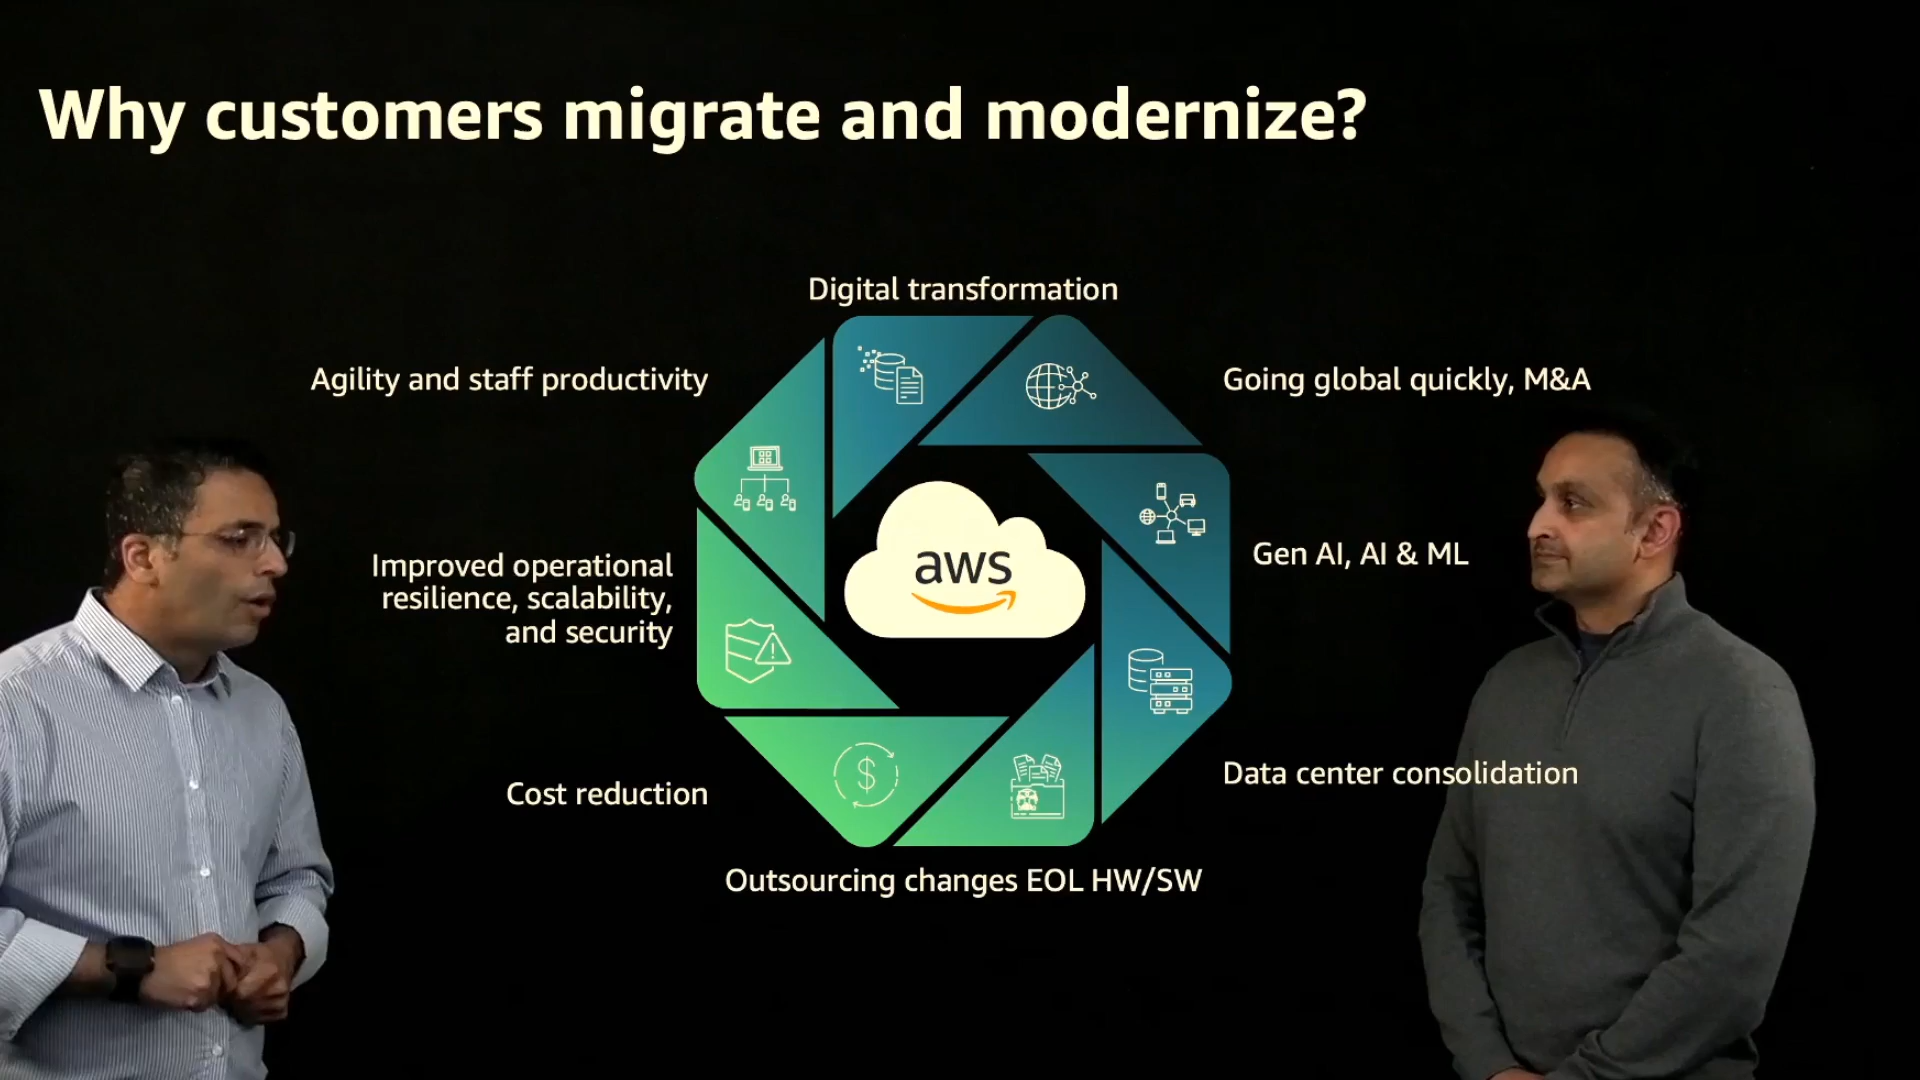 Why customers migrate and modernize?
Digital transformation
Agility and staff productivity
Going global quickly, M&A
Improved operational
resilience, scalability,
and security
aws
Gen AI, AI & ML
Cost reduction
Data center consolidation
Outsourcing changes EOL HW/SW